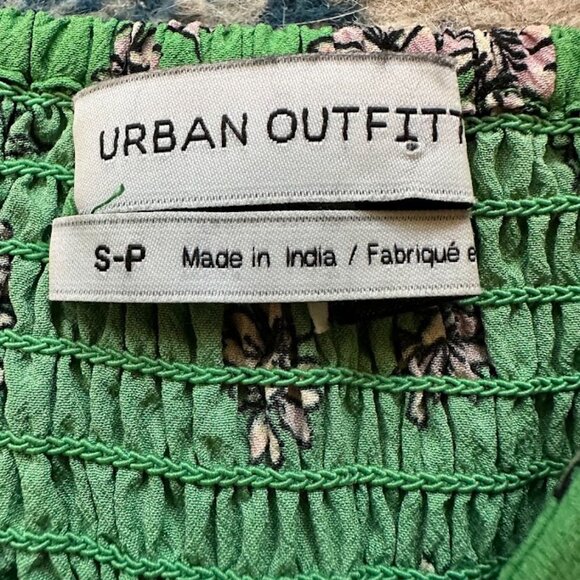 URBAN OUTFITT
S-P Made in India / Fabriqué e